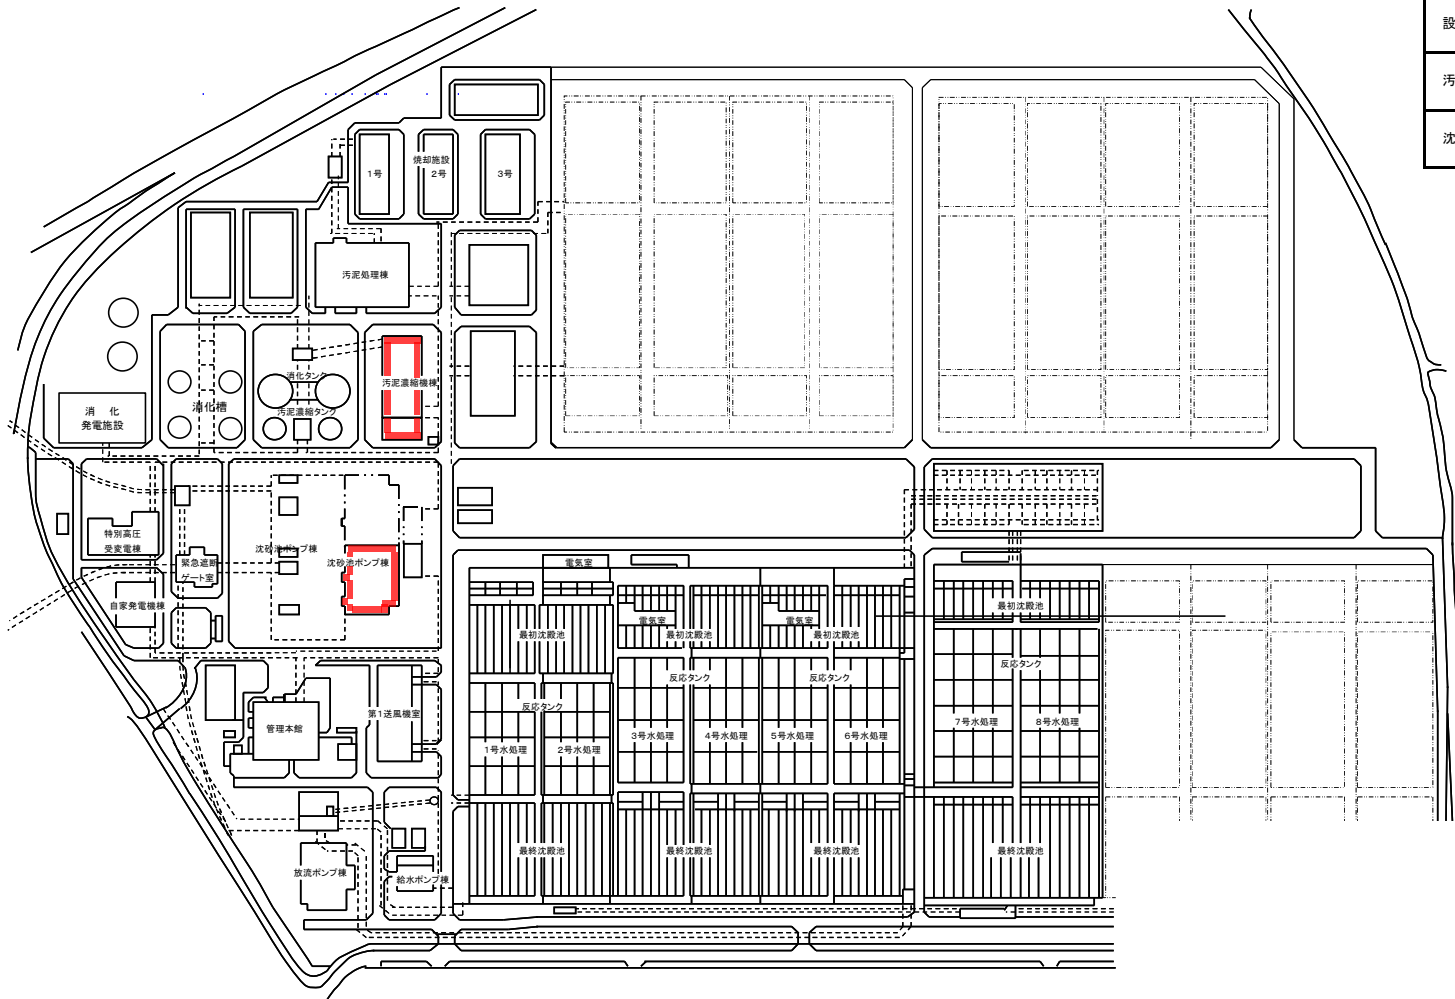 設
汚
沈
焼却施設
1号
2号
3号
汚泥処理棟
消化タンク
汚泥濃縮機棟
消化槽
汚泥濃縮タンク
消 化
発電施設
特別高圧
受変電棟
沈砂池ポンプ棟
緊急遮断
ゲート室
沈砂池ポンプ棟
自家発電機棟
電気室
最初沈殿池
電気室
最初沈殿池
電気室
最初沈殿池
最初沈殿池
反応タンク
反応タンク
反応タンク
反応タンク
第1送風機室
管理本館
1号水処理
2号水処理
3号水処理
4号水処理
5号水処理
6号水処理
7号水処理
8号水処理
最終沈殿池
最終沈殿池
最終沈殿池
最終沈殿池
放流ポンプ棟
給水ポンプ棟